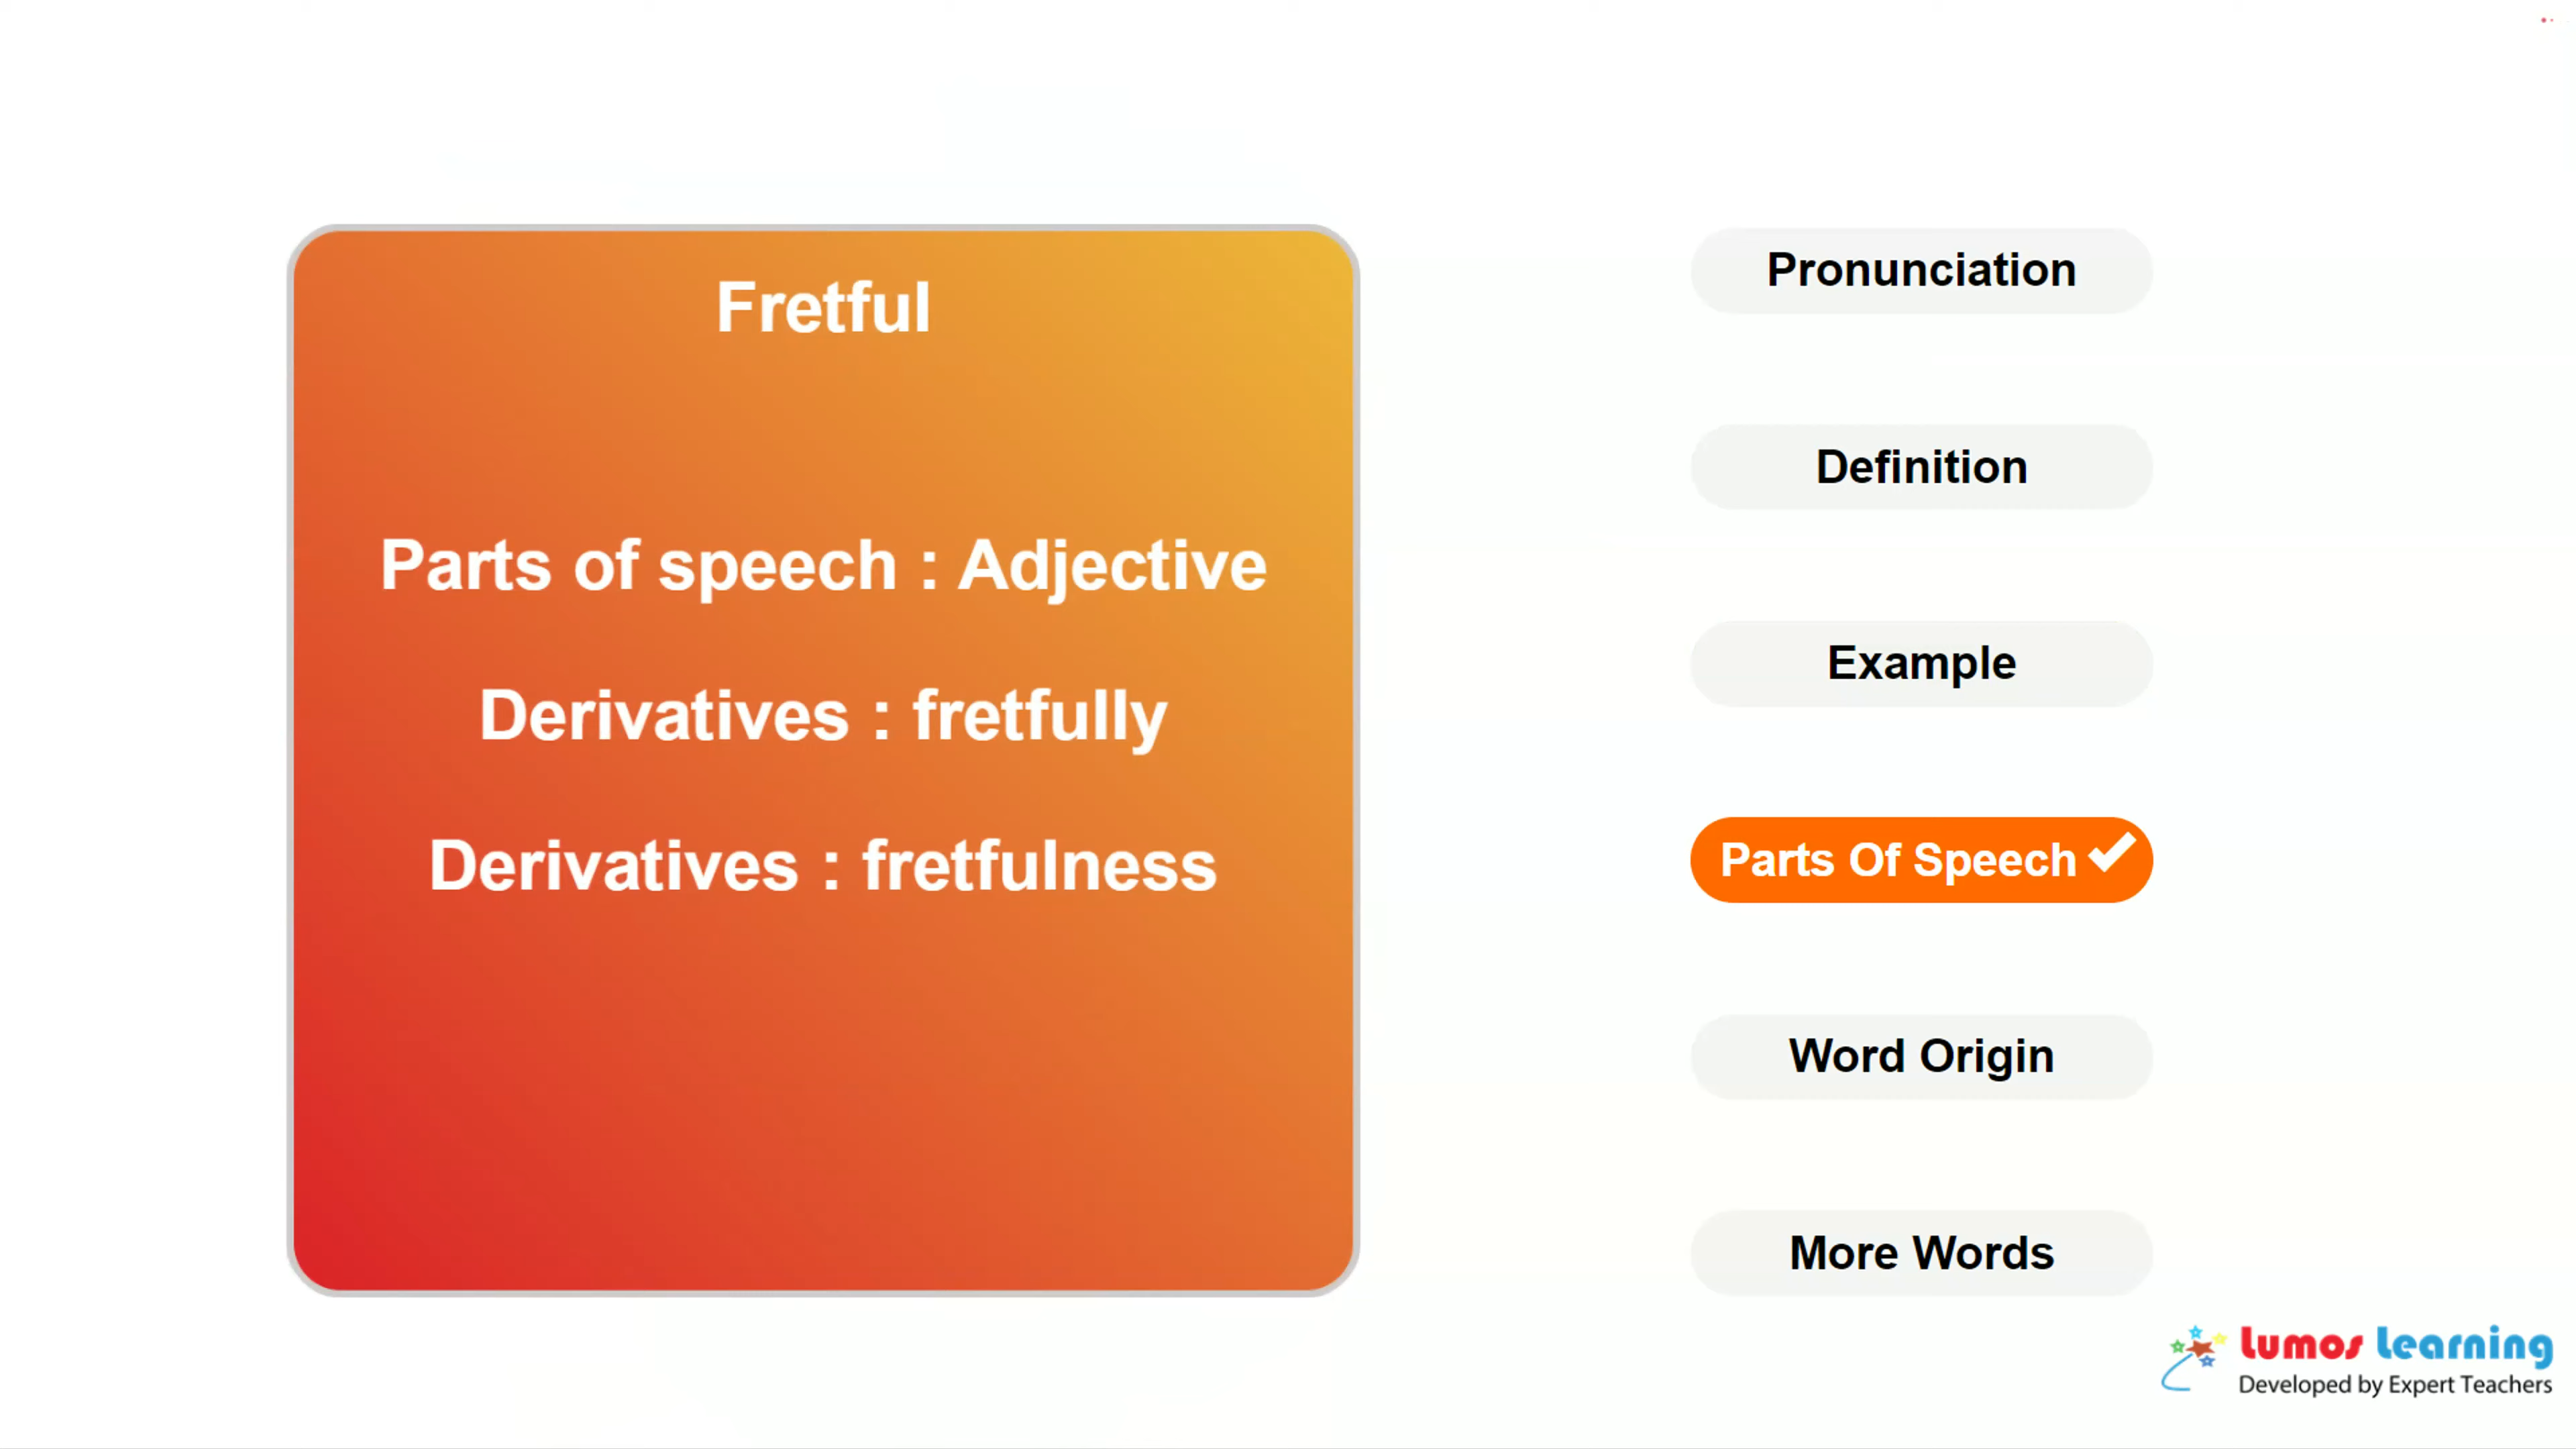 Fretful
Parts of speech : Adjective
Derivatives : fretfully
Derivatives : fretfulness
Pronunciation
Definition
Example
Parts Of Speech
Word Origin
More Words
Lumos Learning
Developed by Expert Teachers